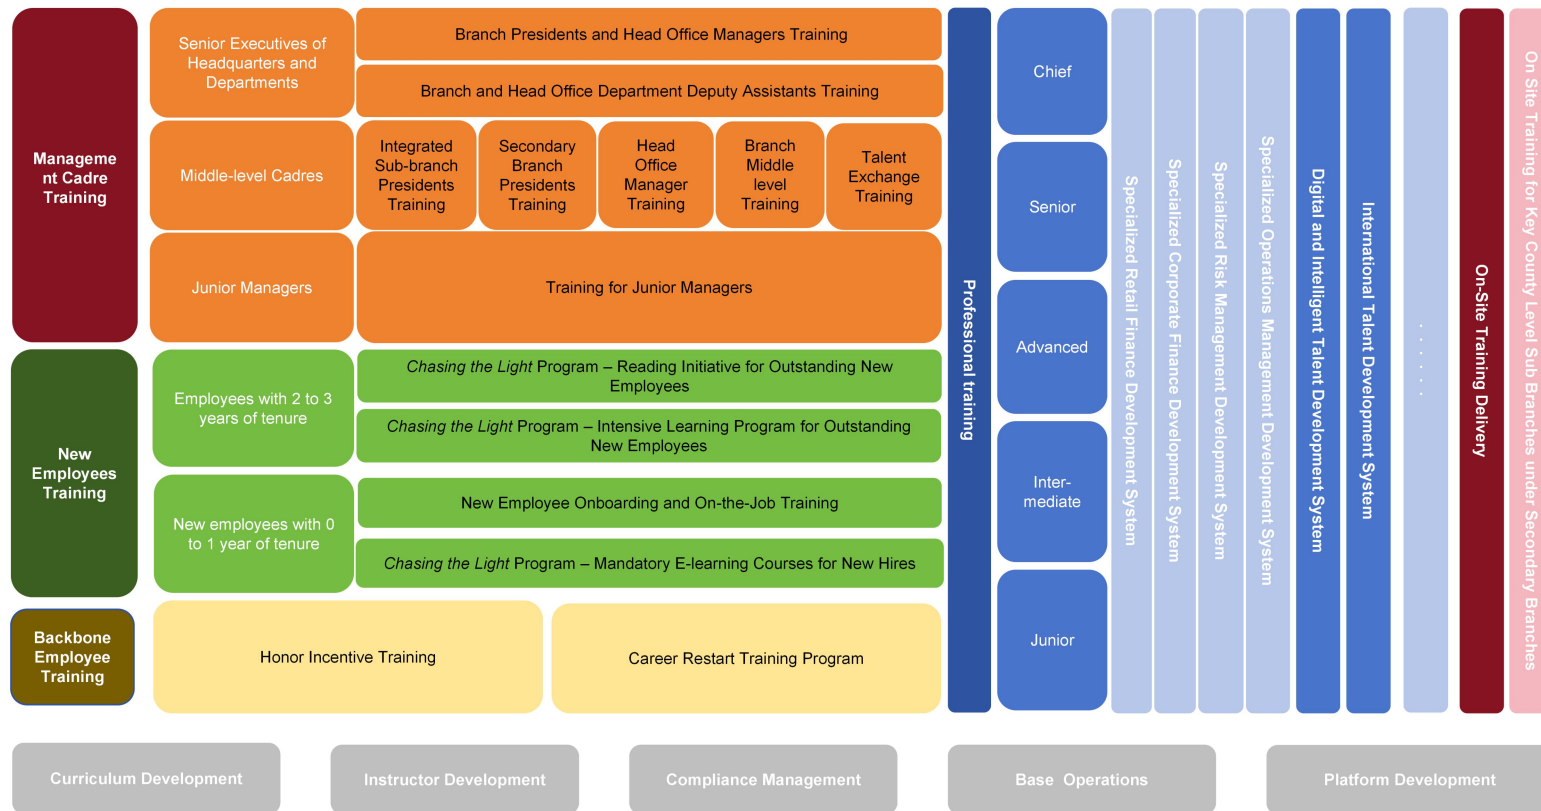 Manageme
nt Cadre
Training
Senior Executives of
Headquarters and
Departments
Branch Presidents and Head Office Managers Training
Branch and Head Office Department Deputy Assistants Training
Middle-level Cadres
Integrated
Sub-branch
Presidents
Training
Secondary
Branch
Presidents
Training
Head
Office
Manager
Training
Branch
Middle
level
Training
Talent
Exchange
Training
Junior Managers
Training for Junior Managers
New
Employees
Training
Employees with 2 to 3
years of tenure
Chasing the Light Program – Reading Initiative for Outstanding New
Employees
Chasing the Light Program – Intensive Learning Program for Outstanding
New Employees
New employees with 0
to 1 year of tenure
New Employee Onboarding and On-the-Job Training
Chasing the Light Program – Mandatory E-learning Courses for New Hires
Backbone
Employee
Training
Honor Incentive Training
Career Restart Training Program
Professional training
Chief
Senior
Advanced
Inter-
mediate
Junior
Specialized Retail Finance Development System
Specialized Corporate Finance Development System
Specialized Risk Management Development System
Specialized Operations Management Development System
Digital and Intelligent Talent Development System
International Talent Development System
. . . . . .
On-Site Training Delivery
On Site Training for Key County Level Sub Branches under Secondary Branches
Curriculum Development
Instructor Development
Compliance Management
Base Operations
Platform Development